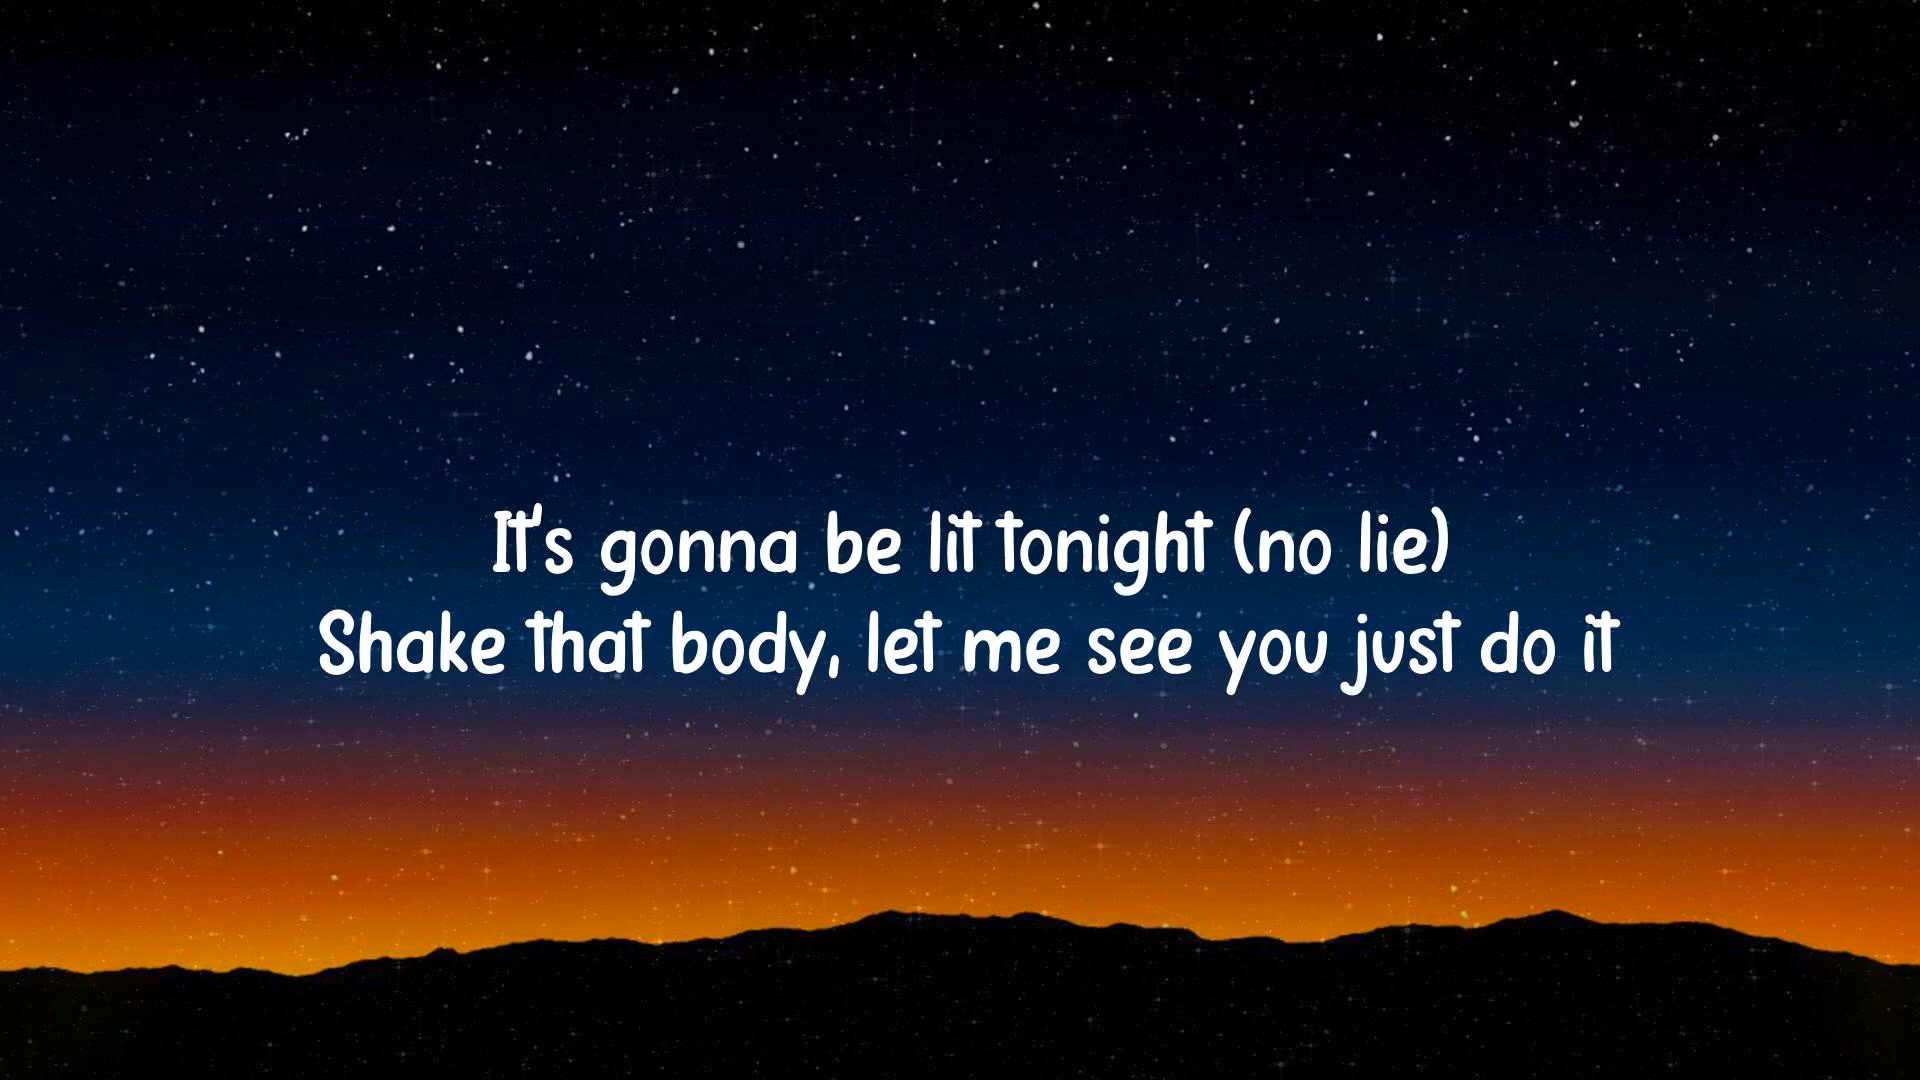 It's gonna be lit tonight (no lie)
Shake that body, let me see you just do it